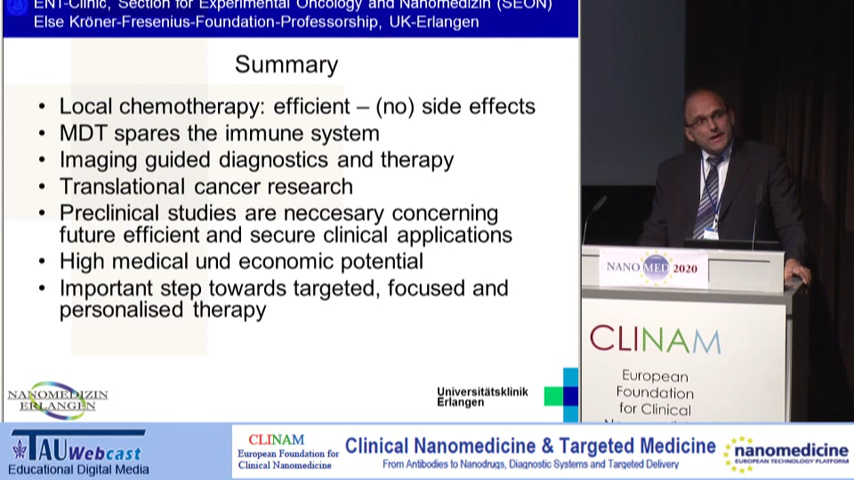 ENT-Clinic, Section for Experimental Oncology and Nanomedizin (SEON)
Else Kröner-Fresenius-Foundation-Professorship, UK-Erlangen
Summary
• Local chemotherapy: efficient – (no) side effects
• MDT spares the immune system
• Imaging guided diagnostics and therapy
• Translational cancer research
• Preclinical studies are neccesary concerning
future efficient and secure clinical applications
• High medical und economic potential
• Important step towards targeted, focused and
personalised therapy
NANOMEDIZIN
ERLANGEN
Universitätsklinik
Erlangen
NANO MED 2020
CLINAM
European
Foundation
for Clinical
TAU Webcast
Educational Digital Media
CLINAM
European Foundation for
Clinical Nanomedicine
Clinical Nanomedicine & Targeted Medicine
From Antibodies to Nanodrugs, Diagnostic Systems and Targeted Delivery
nanomedicine
EUROPEAN TECHNOLOGY PLATFORM